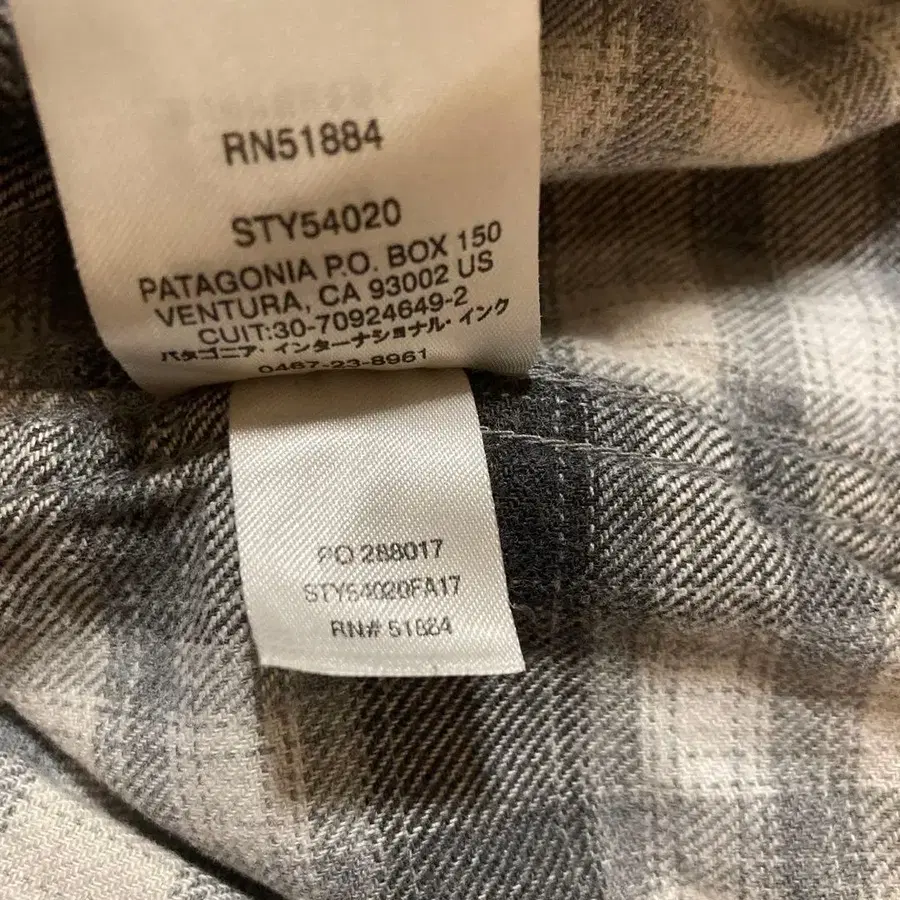 RN51884
STY54020
PATAGONIA P.O. BOX 150
VENTURA, CA 93002 US
CUIT:30-70924649-2
パタゴニア・インターナショナル・インク
0467-23-8961
PO 288017
STY54020FA17
RN# 51884